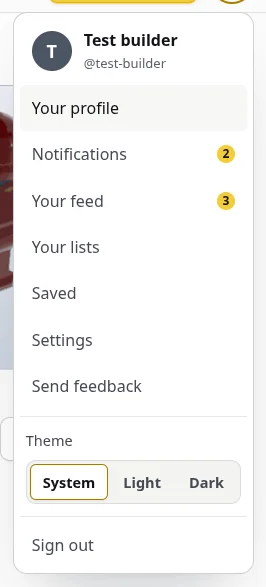 T
Test builder
@test-builder
Your profile
Notifications 2
Your feed 3
Your lists
Saved
Settings
Send feedback
Theme
System Light Dark
Sign out